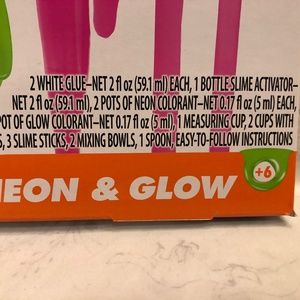 2 WHITE GLUE–NET 2 fl oz (59.1 ml) EACH, 1 BOTTLE SLIME ACTIVATOR–
NET 2 fl oz (59.1 ml), 2 POTS OF NEON COLORANT–NET 0.17 fl oz (5 ml) EACH,
POT OF GLOW COLORANT–NET 0.17 fl oz (5 ml), 1 MEASURING CUP, 2 CUPS WITH
S, 3 SLIME STICKS, 2 MIXING BOWLS, 1 SPOON, EASY-TO-FOLLOW INSTRUCTIONS
NEON & GLOW
+6